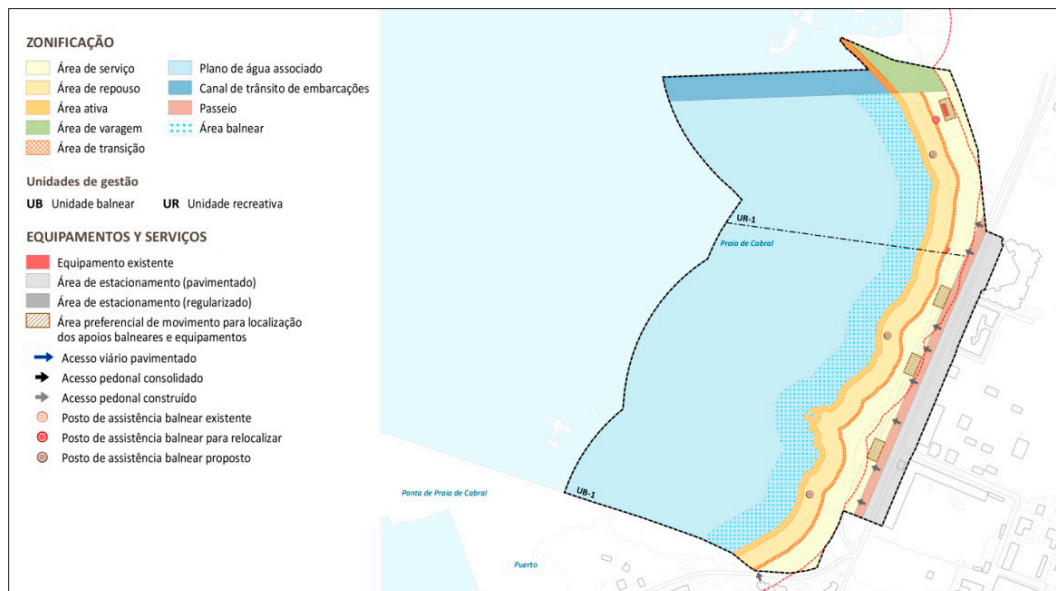 ZONIFICAÇÃO
Área de serviço
Área de repouso
Área ativa
Área de varagem
Área de transição
Plano de água associado
Canal de trânsito de embarcações
Passeio
Área balnear
Unidades de gestão
UB Unidade balnear UR Unidade recreativa
EQUIPAMENTOS Y SERVIÇOS
Equipamento existente
Área de estacionamento (pavimentado)
Área de estacionamento (regularizado)
Área preferencial de movimento para localização
dos apoios balneares e equipamentos
Acesso viário pavimentado
Acesso pedonal consolidado
Acesso pedonal construído
Posto de assistência balnear existente
Posto de assistência balnear para relocalizar
Posto de assistência balnear proposto
UR-1
Praia de Cabral
UB-1
Ponta de Praia de Cabral
Puerto